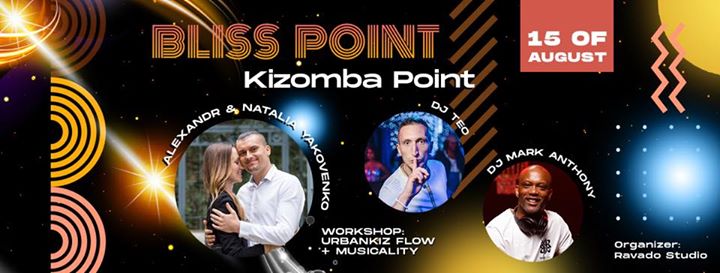 BLISS POINT
Kizomba Point
15 OF
AUGUST
ALEXANDR & NATALIA YAKOVENKO
DJ TEO
DJ MARK ANTHONY
WORKSHOP:
URBANKIZ FLOW
+ MUSICALITY
Organizer:
Ravado Studio